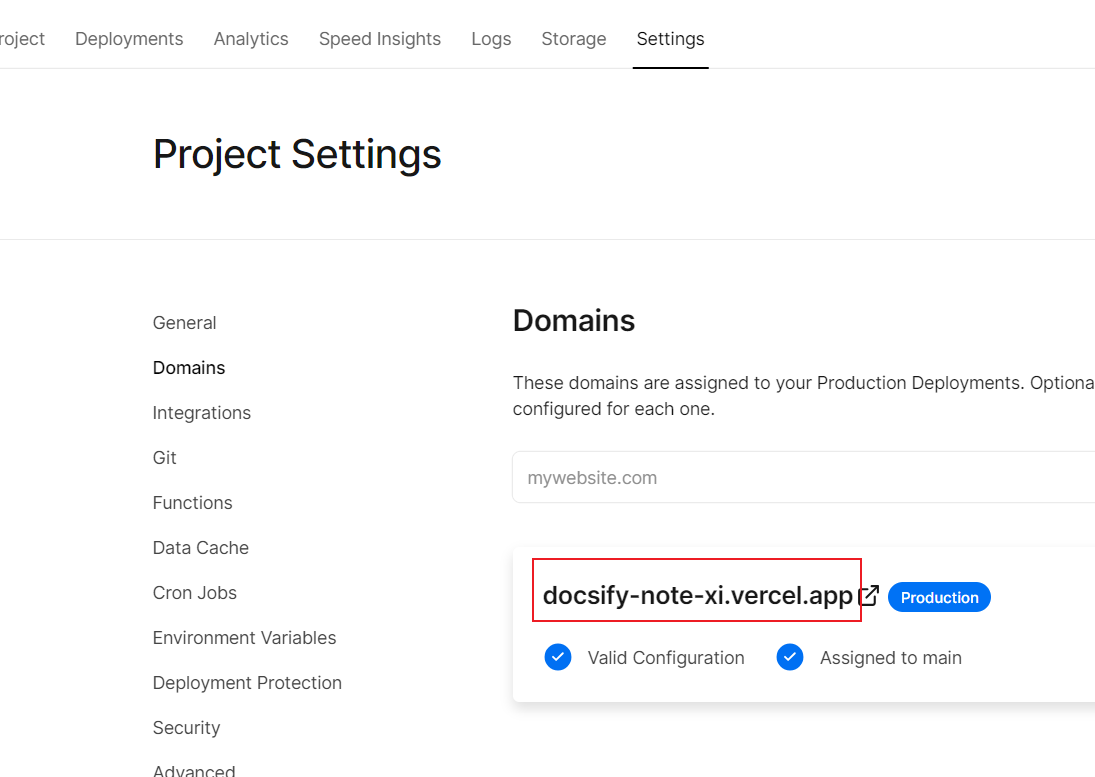 roject Deployments Analytics Speed Insights Logs Storage Settings
Project Settings
General
Domains
Integrations
Git
Functions
Data Cache
Cron Jobs
Environment Variables
Deployment Protection
Security
Advanced
Domains
These domains are assigned to your Production Deployments. Optiona
configured for each one.
mywebsite.com
docsify-note-xi.vercel.app Production
Valid Configuration Assigned to main